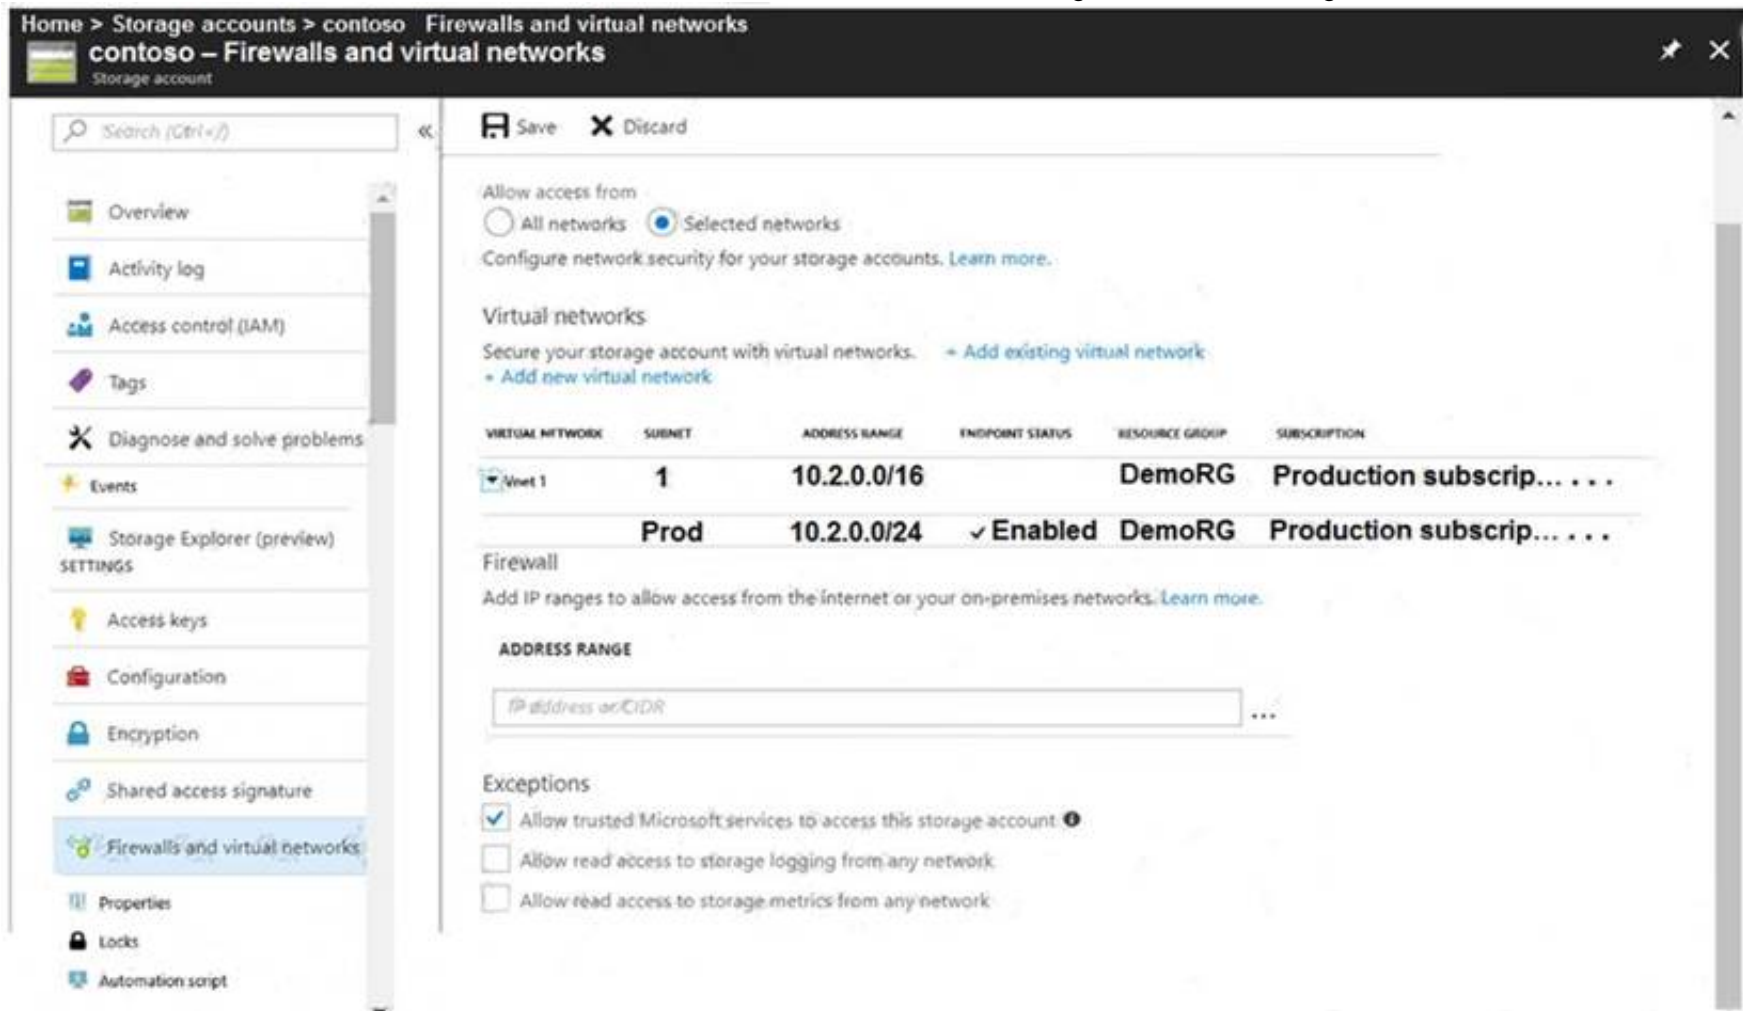 Home > Storage accounts > contoso Firewalls and virtual networks
contoso – Firewalls and virtual networks
Storage account
Search (Ctrl+/)
«
Overview
Activity log
Access control (IAM)
Tags
Diagnose and solve problems
Events
Storage Explorer (preview)
SETTINGS
Access keys
Configuration
Encryption
Shared access signature
Firewalls and virtual networks
Properties
Locks
Automation script
Save Discard
Allow access from
All networks Selected networks
Configure network security for your storage accounts. Learn more.
Virtual networks
Secure your storage account with virtual networks. + Add existing virtual network
+ Add new virtual network
VIRTUAL NETWORK SUBNET ADDRESS RANGE ENDPOINT STATUS RESOURCE GROUP SUBSCRIPTION
Vnet 1 1 10.2.0.0/16 DemoRG Production subscrip... ...
Prod 10.2.0.0/24 ✓ Enabled DemoRG Production subscrip... ...
Firewall
Add IP ranges to allow access from the internet or your on-premises networks. Learn more.
ADDRESS RANGE
IP address or CIDR ...
Exceptions
Allow trusted Microsoft services to access this storage account
Allow read access to storage logging from any network
Allow read access to storage metrics from any network